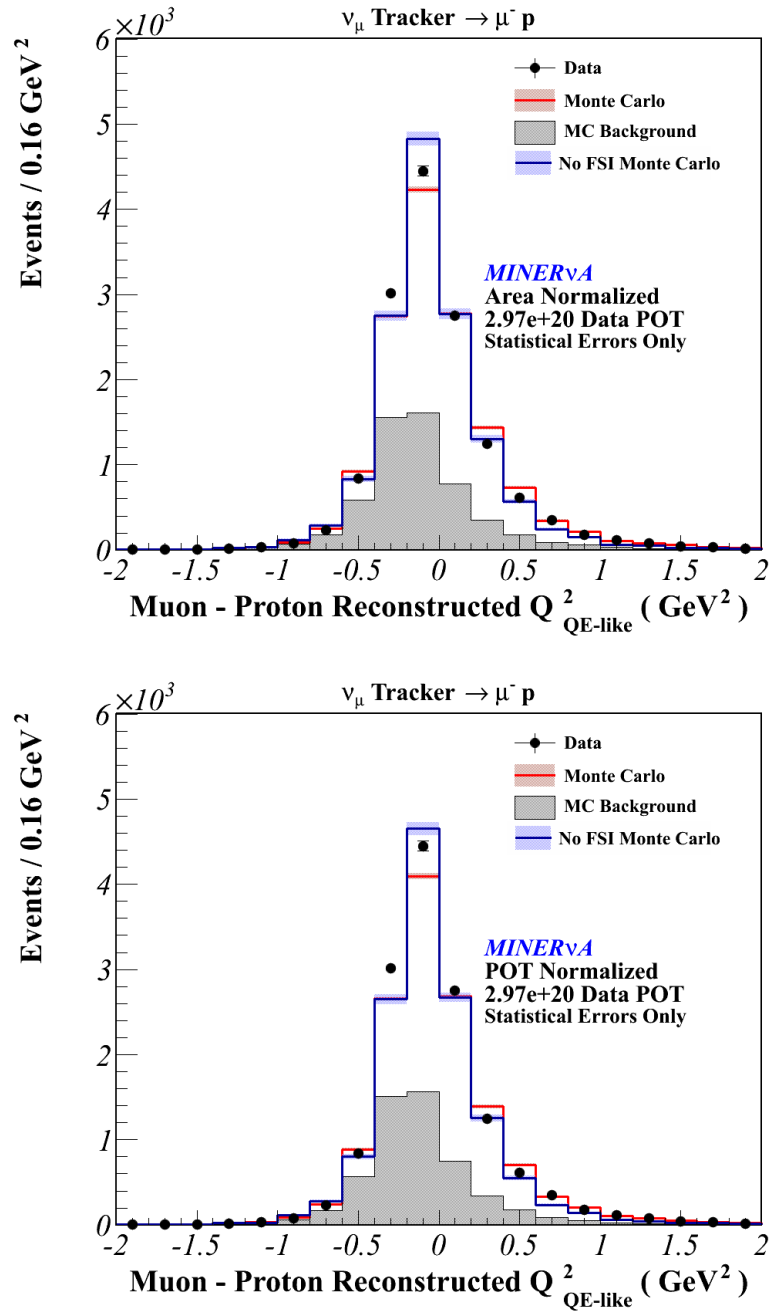 ν_μ Tracker → μ⁻ p
×10³
Events / 0.16 GeV²
6
5
4
3
2
1
0
Data
Monte Carlo
MC Background
No FSI Monte Carlo
MINERνA
Area Normalized
2.97e+20 Data POT
Statistical Errors Only
-2 -1.5 -1 -0.5 0 0.5 1 1.5 2
Muon - Proton Reconstructed Q²_QE-like ( GeV² )
ν_μ Tracker → μ⁻ p
×10³
Events / 0.16 GeV²
6
5
4
3
2
1
0
Data
Monte Carlo
MC Background
No FSI Monte Carlo
MINERνA
POT Normalized
2.97e+20 Data POT
Statistical Errors Only
-2 -1.5 -1 -0.5 0 0.5 1 1.5 2
Muon - Proton Reconstructed Q²_QE-like ( GeV² )